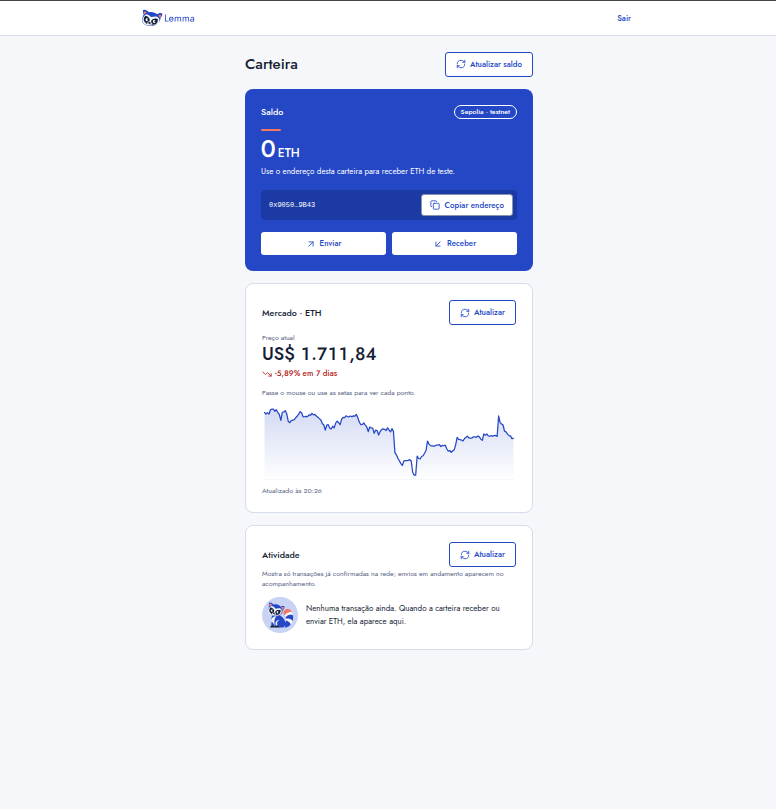 Lemma
Sair
Carteira
Atualizar saldo
Saldo
Sepolia · testnet
0 ETH
Use o endereço desta carteira para receber ETH de teste.
0x9050…9B43
Copiar endereço
Enviar
Receber
Mercado · ETH
Atualizar
Preço atual
US$ 1.711,84
-5,89% em 7 dias
Passe o mouse ou use as setas para ver cada ponto.
Atualizado às 20:26
Atividade
Atualizar
Mostra só transações já confirmadas na rede; envios em andamento aparecem no
acompanhamento.
Nenhuma transação ainda. Quando a carteira receber ou
enviar ETH, ela aparece aqui.